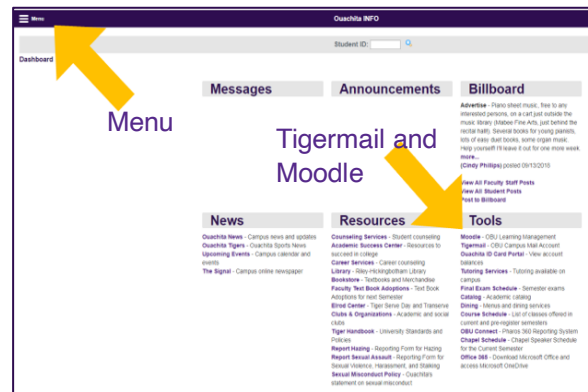 Menu
Ouachita INFO
Student ID:
Dashboard
Messages
Announcements
Billboard
Advertise - Piano sheet music, free to any
interested persons, on a cart just outside the
music library (Mabee Fine Arts, just behind the
recital hall). Several books for young pianists,
lots of easy duet books, some organ music.
Help yourself! I'll leave it out for one more week.
more...
(Cindy Phillips) posted 09/13/2015
View All Faculty Staff Posts
View All Student Posts
Post to Billboard
Menu
Tigermail and
Moodle
News
Ouachita News - Campus news and updates
Ouachita Tigers - Ouachita Sports News
Upcoming Events - Campus calendar and
events
The Signal - Campus online newspaper
Resources
Counseling Services - Student counseling
Academic Success Center - Resources to
succeed in college
Career Services - Career counseling
Library - Riley-Hickingbotham Library
Bookstore - Textbooks and Merchandise
Faculty Text Book Adoptions - Text Book
Adoptions for next Semester
Elrod Center - Tiger Serve Day and Transerve
Clubs & Organizations - Academic and social
clubs
Tiger Handbook - University Standards and
Policies
Report Hazing - Reporting Form for Hazing
Report Sexual Assault - Reporting Form for
Sexual Violence, Harassment, and Stalking
Sexual Misconduct Policy - Ouachita's
statement on sexual misconduct
Tools
Moodle - OBU Learning Management
Tigermail - OBU Campus Mail Account
Ouachita ID Card Portal - View account
balances
Tutoring Services - Tutoring available on
campus
Final Exam Schedule - Semester exams
Catalog - Academic catalog
Dining - Menus and dining services
Course Schedule - List of classes offered in
current and pre-register semesters
OBU Connect - Pharos 360 Reporting System
Chapel Schedule - Chapel Speaker Schedule
for the Current Semester
Office 365 - Download Microsoft Office and
access Microsoft OneDrive